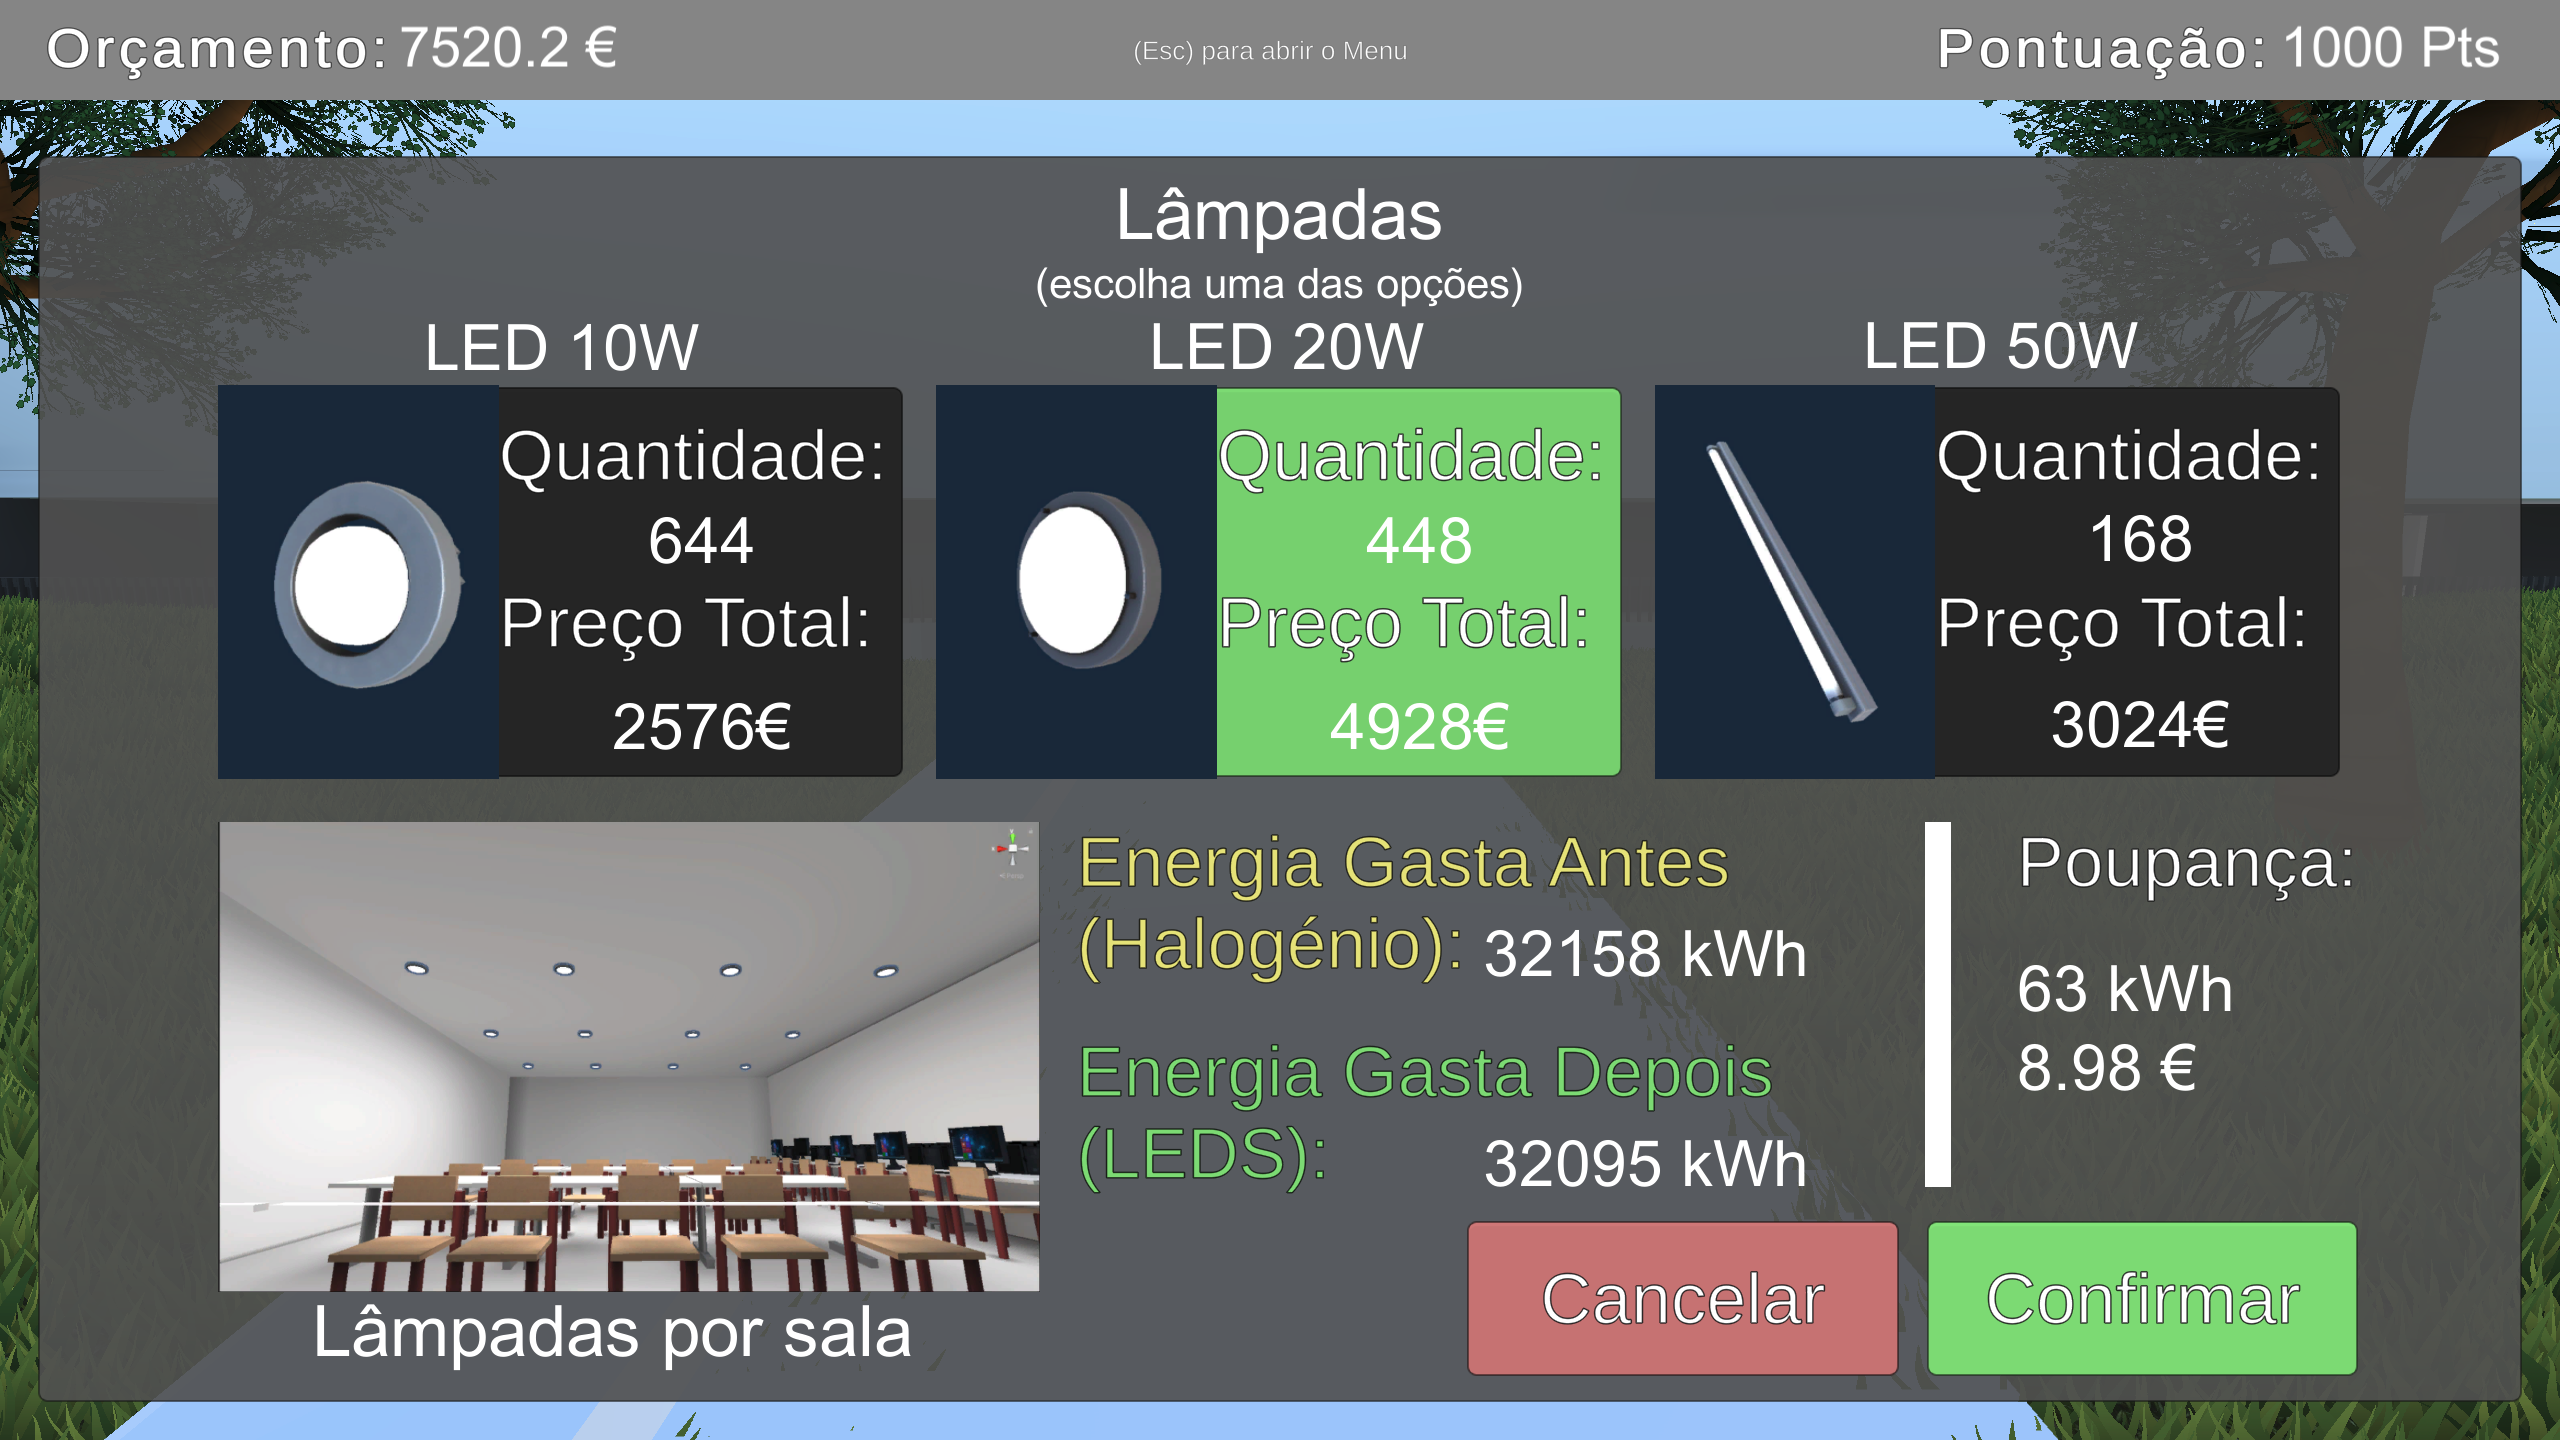 Orçamento: 7520.2 €
(Esc) para abrir o Menu
Pontuação: 1000 Pts
Lâmpadas
(escolha uma das opções)
LED 10W
Quantidade:
644
Preço Total:
2576€
LED 20W
Quantidade:
448
Preço Total:
4928€
LED 50W
Quantidade:
168
Preço Total:
3024€
Lâmpadas por sala
Energia Gasta Antes
(Halogénio): 32158 kWh
Energia Gasta Depois
(LEDS): 32095 kWh
Poupança:
63 kWh
8.98 €
Cancelar
Confirmar